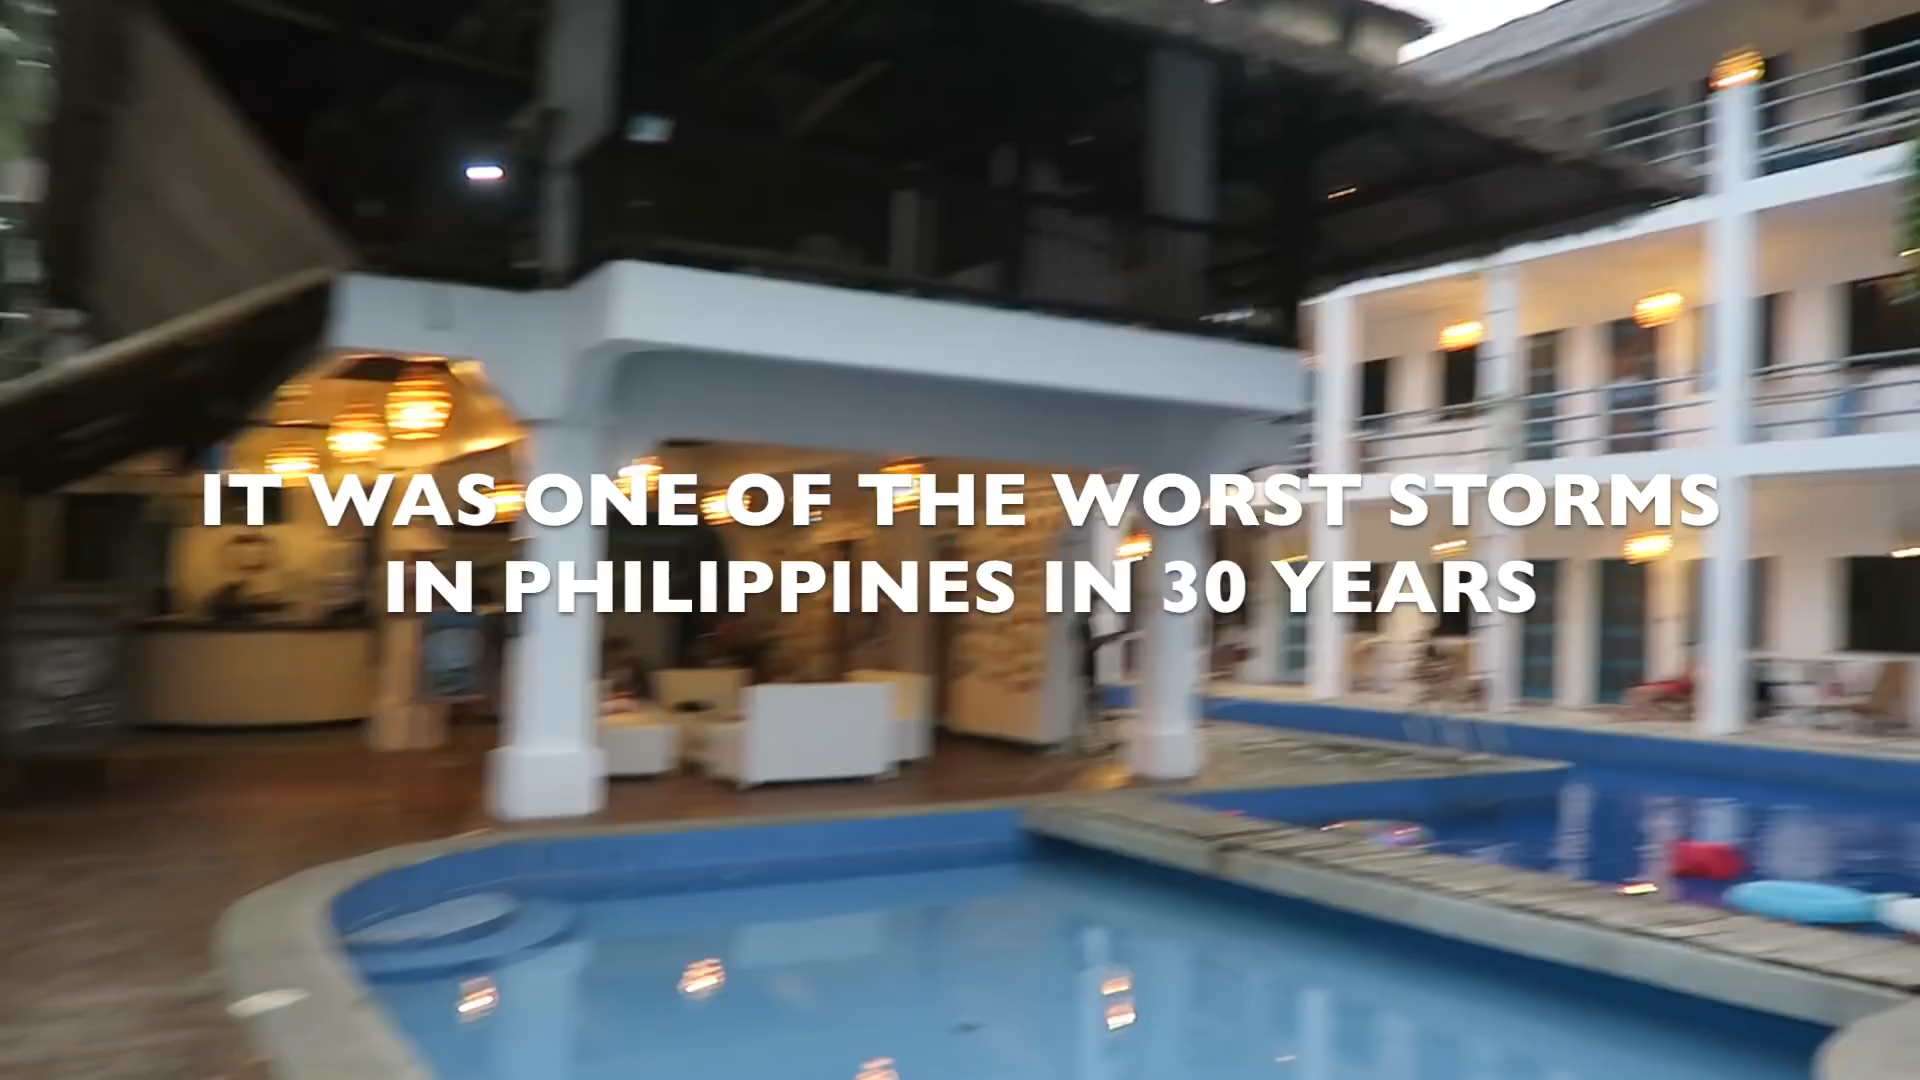 IT WAS ONE OF THE WORST STORMS
IN PHILIPPINES IN 30 YEARS